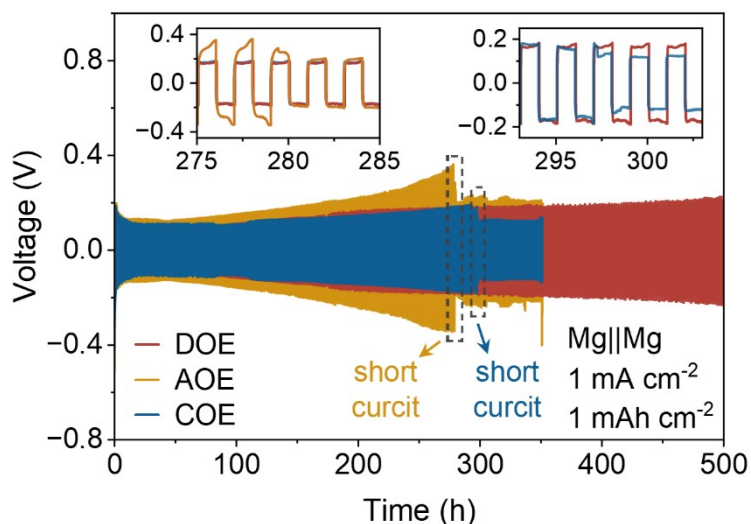 0.8
0.4
0.0
−0.4
−0.8
Voltage (V)
0.4
0.0
−0.4
275 280 285
0.2
0.0
−0.2
295 300
DOE
AOE
COE
short
curcit
short
curcit
Mg||Mg
1 mA cm⁻²
1 mAh cm⁻²
0 100 200 300 400 500
Time (h)